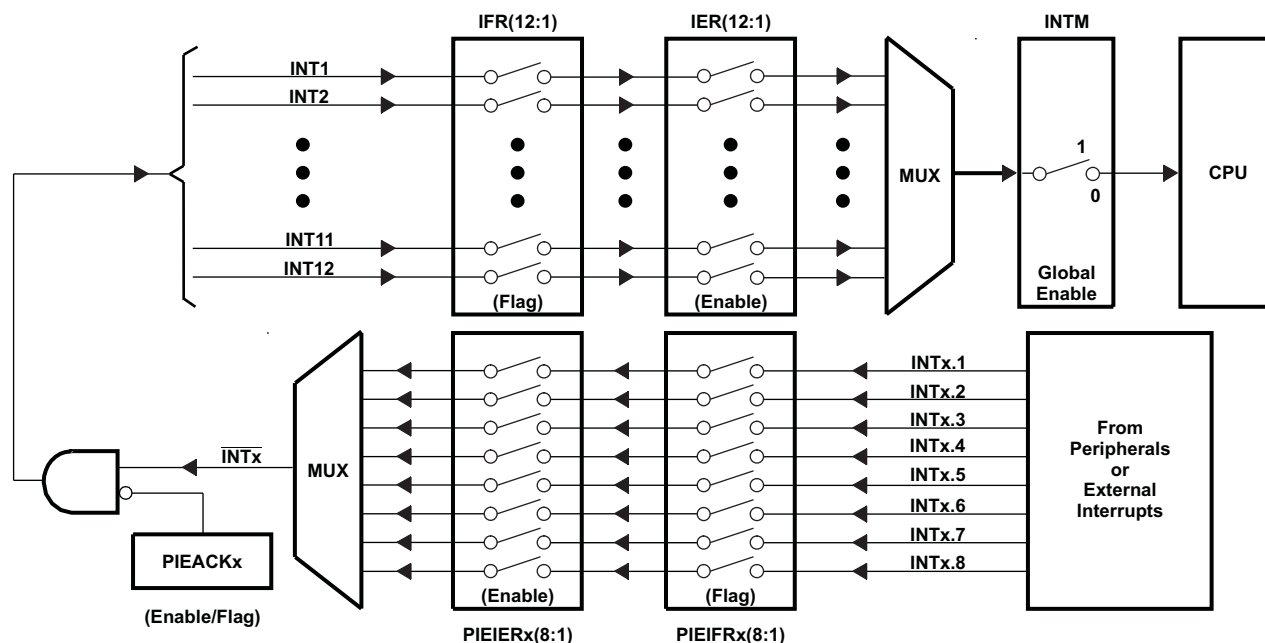 IFR(12:1)
IER(12:1)
INTM
INT1
INT2
1
MUX
CPU
0
INT11
INT12
Global
Enable
(Flag)
(Enable)
INTx.1
INTx.2
INTx.3
From
Peripherals
or
External
Interrupts
INTx.4
INTx
MUX
INTx.5
INTx.6
INTx.7
PIEACKx
INTx.8
(Enable)
(Flag)
(Enable/Flag)
PIEIERx(8:1)
PIEIFRx(8:1)